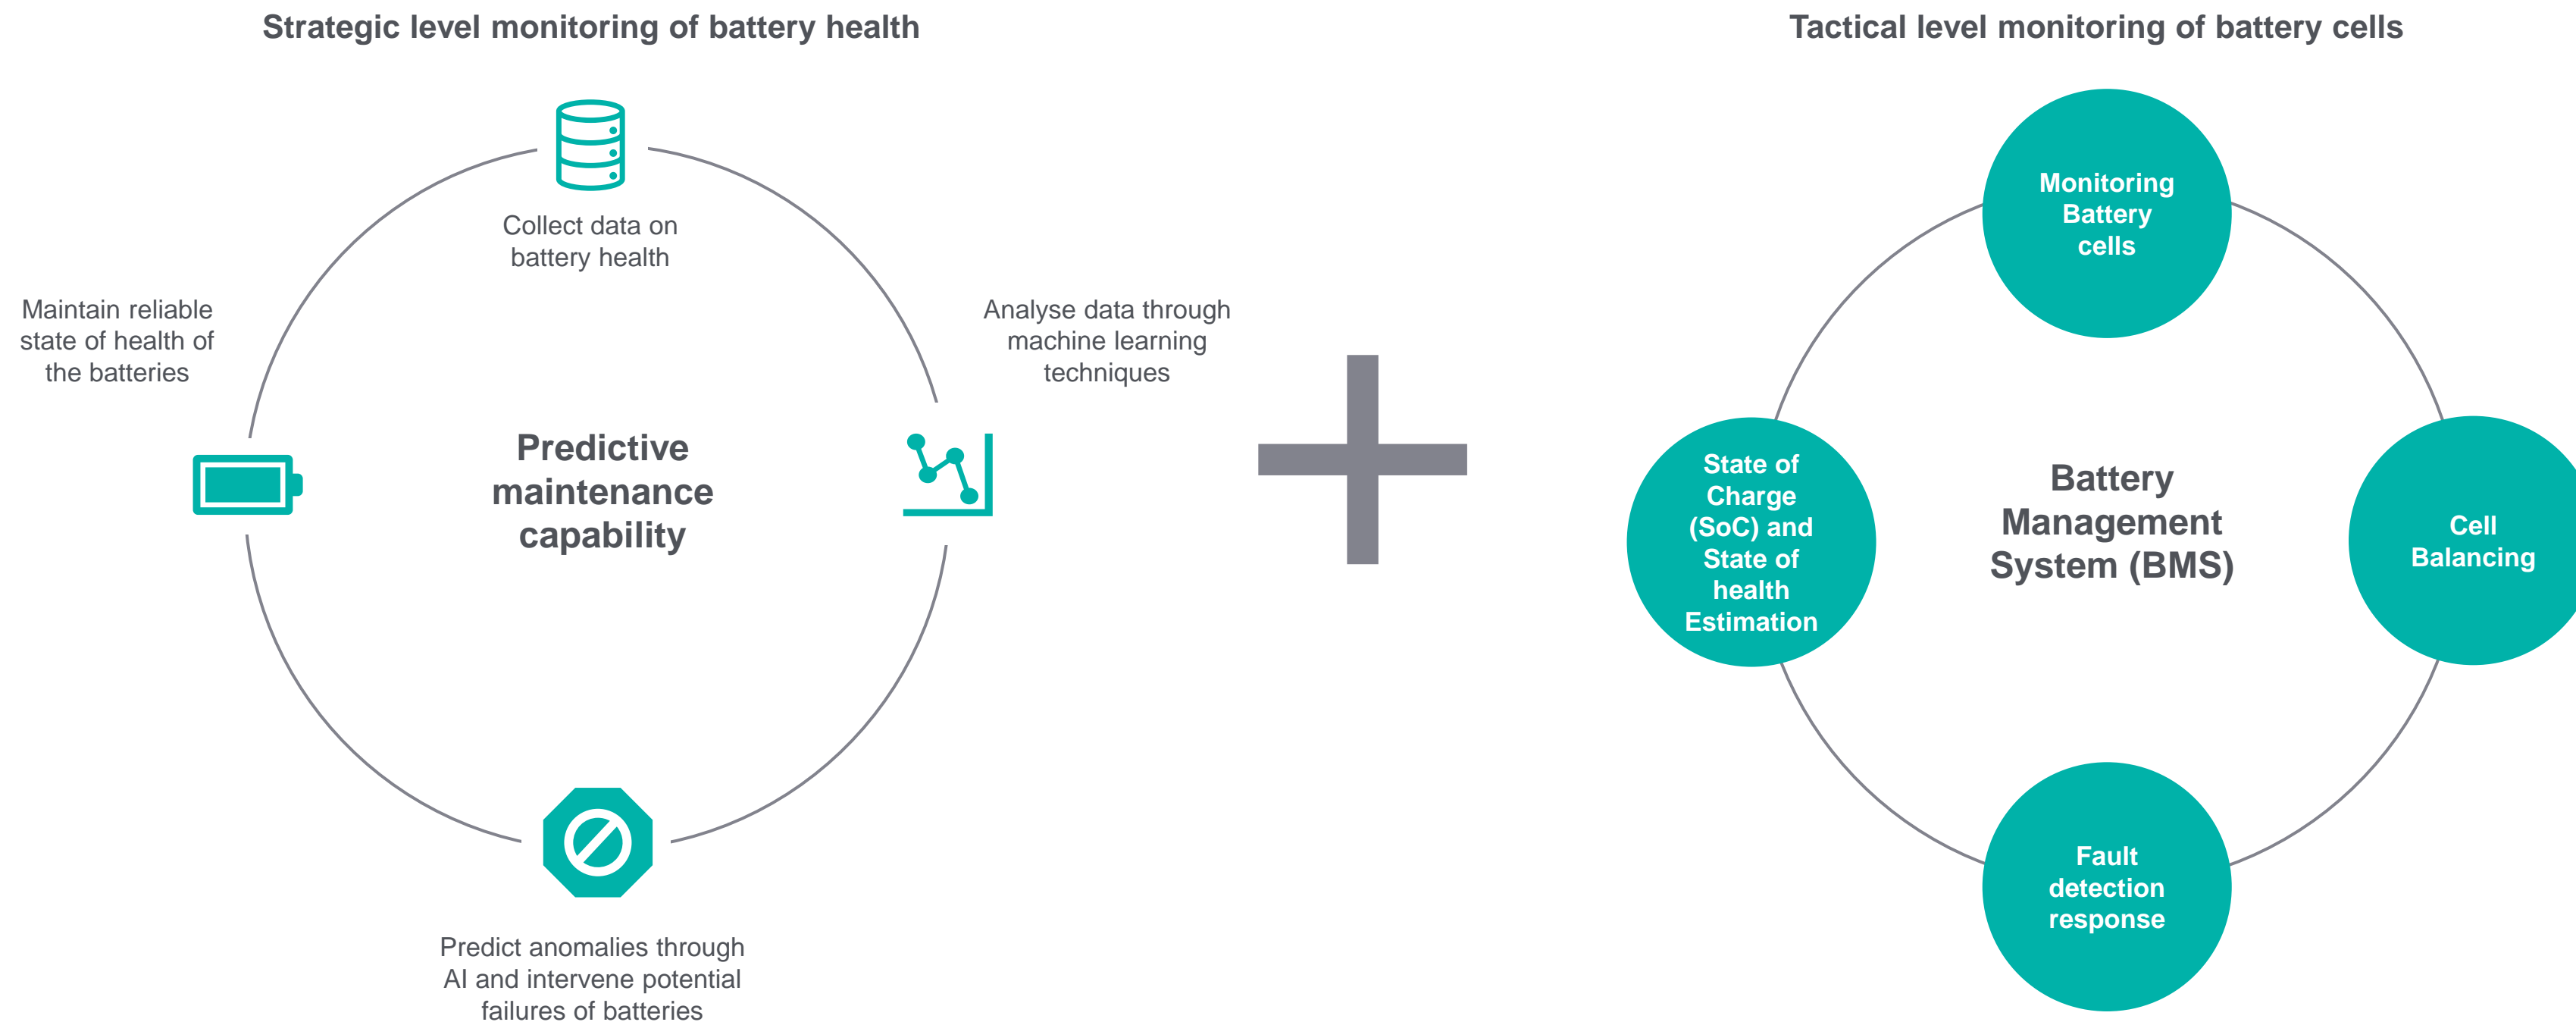 Strategic level monitoring of battery health
Collect data on
battery health
Maintain reliable
state of health of
the batteries
Analyse data through
machine learning
techniques
Predictive
maintenance
capability
Predict anomalies through
AI and intervene potential
failures of batteries
Tactical level monitoring of battery cells
Monitoring
Battery
cells
State of
Charge
(SoC) and
State of
health
Estimation
Battery
Management
System (BMS)
Cell
Balancing
Fault
detection
response